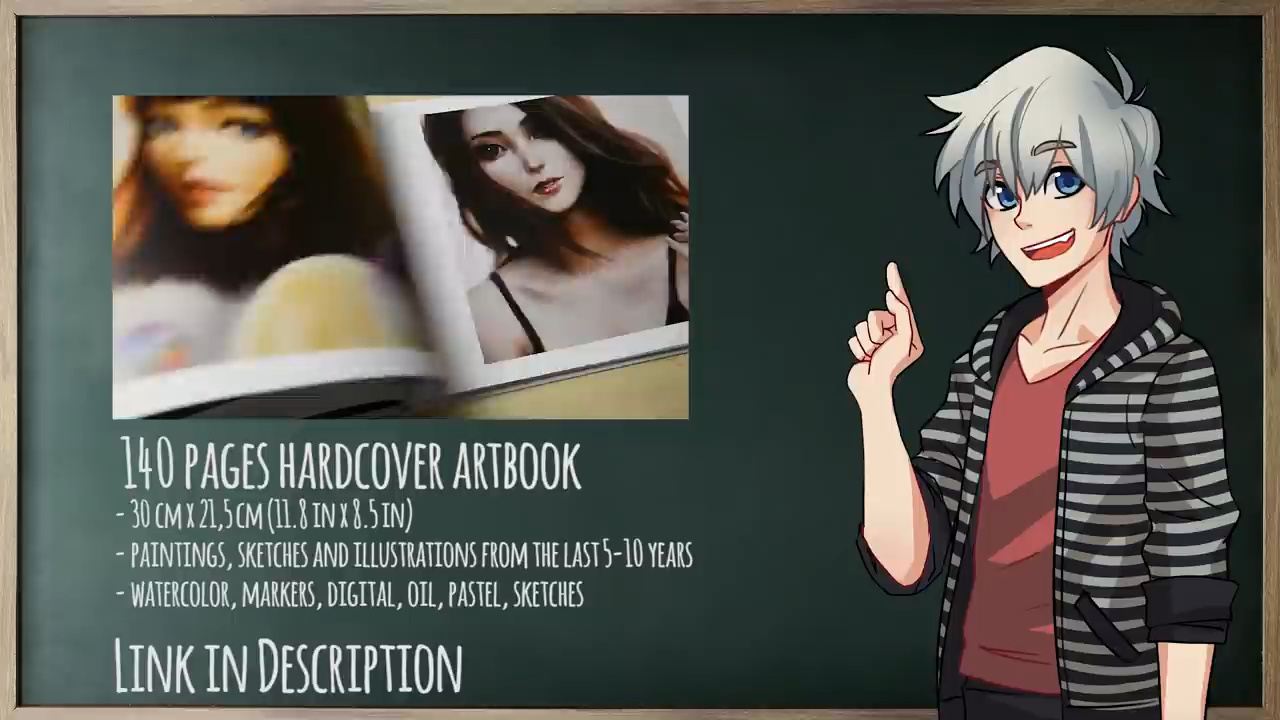 140 PAGES HARDCOVER ARTBOOK
- 30 CM X 21,5 CM (11.8 IN X 8.5 IN)
- PAINTINGS, SKETCHES AND ILLUSTRATIONS FROM THE LAST 5-10 YEARS
- WATERCOLOR, MARKERS, DIGITAL, OIL, PASTEL, SKETCHES
LINK IN DESCRIPTION